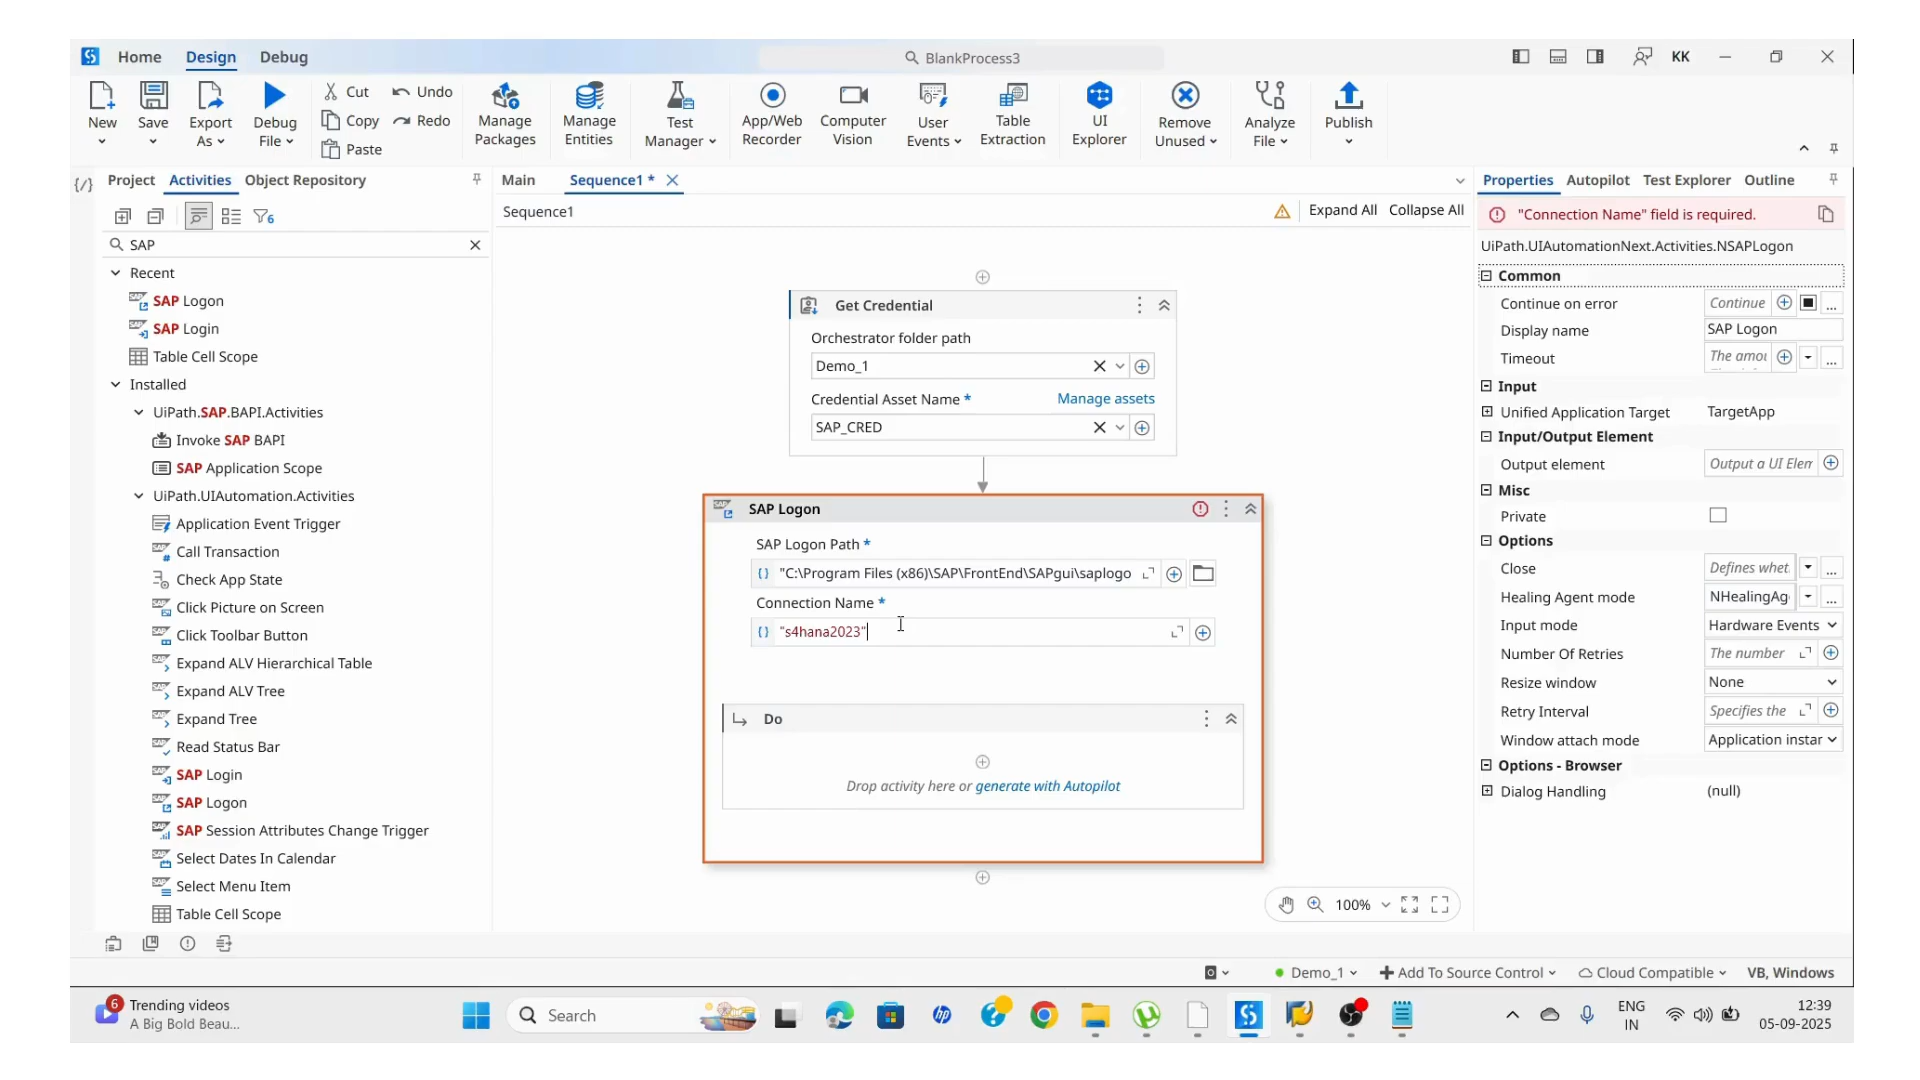 Home Design Debug
BlankProcess3
KK
New
Save
Export As
Debug File
Cut
Copy
Paste
Undo
Redo
Manage Packages
Manage Entities
Test Manager
App/Web Recorder
Computer Vision
User Events
Table Extraction
UI Explorer
Remove Unused
Analyze File
Publish
Project Activities Object Repository
6
SAP
Recent
SAP Logon
SAP Login
Table Cell Scope
Installed
UiPath.SAP.BAPI.Activities
Invoke SAP BAPI
SAP Application Scope
UiPath.UIAutomation.Activities
Application Event Trigger
Call Transaction
Check App State
Click Picture on Screen
Click Toolbar Button
Expand ALV Hierarchical Table
Expand ALV Tree
Expand Tree
Read Status Bar
SAP Login
SAP Logon
SAP Session Attributes Change Trigger
Select Dates In Calendar
Select Menu Item
Table Cell Scope
Main Sequence1 *
Sequence1
Expand All Collapse All
Get Credential
Orchestrator folder path
Demo_1
Credential Asset Name * Manage assets
SAP_CRED
SAP Logon
SAP Logon Path *
"C:\Program Files (x86)\SAP\FrontEnd\SAPgui\saplogo
Connection Name *
"s4hana2023"
Do
Drop activity here or generate with Autopilot
100%
Properties Autopilot Test Explorer Outline
"Connection Name" field is required.
UiPath.UIAutomationNext.Activities.NSAPLogon
Common
Continue on error Continue ...
Display name SAP Logon
Timeout The amou ...
Input
Unified Application Target TargetApp
Input/Output Element
Output element Output a UI Elem
Misc
Private
Options
Close Defines whet. ...
Healing Agent mode NHealingAg ...
Input mode Hardware Events
Number Of Retries The number
Resize window None
Retry Interval Specifies the
Window attach mode Application instar
Options - Browser
Dialog Handling (null)
Demo_1 Add To Source Control Cloud Compatible VB, Windows
6 Trending videos
A Big Bold Beau...
Search
hp
ENG
IN
12:39
05-09-2025